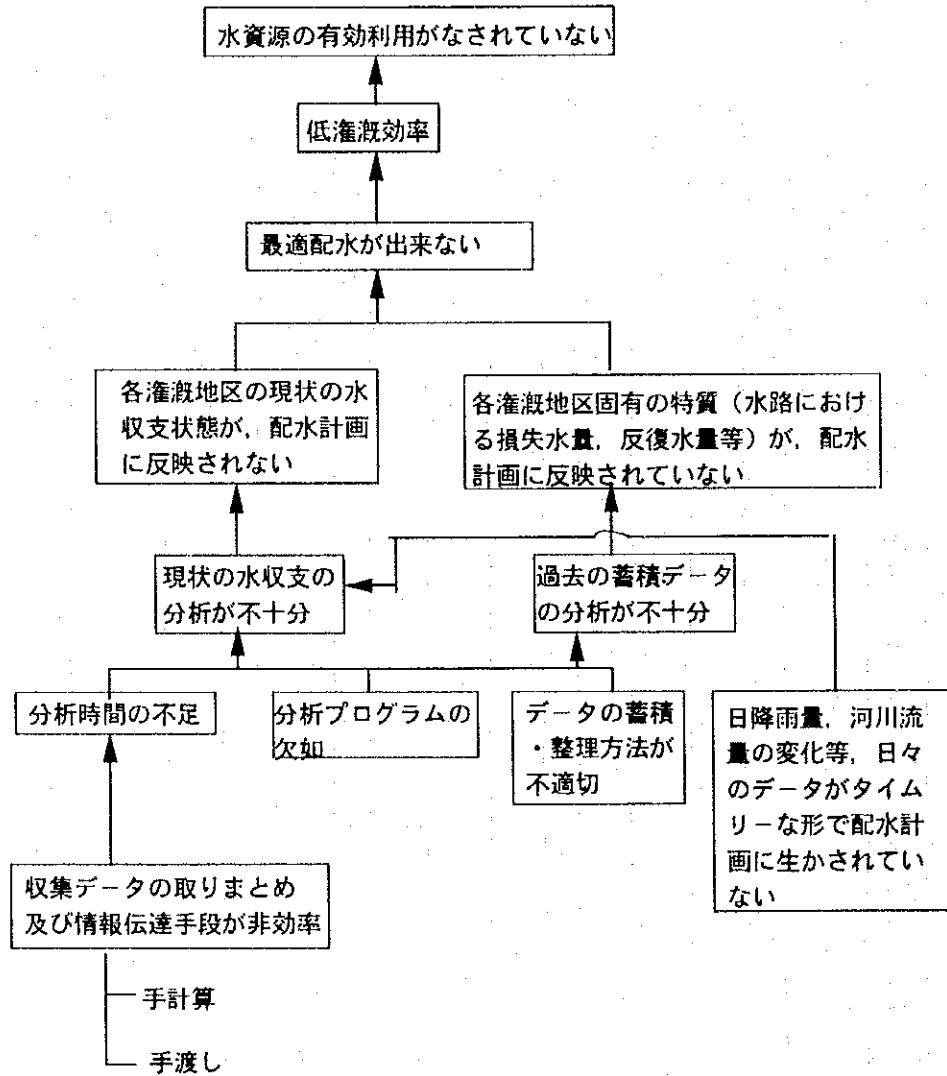 水資源の有効利用がなされていない
低潅漑効率
最適配水が出来ない
各潅漑地区の現状の水
収支状態が，配水計画
に反映されない
各潅漑地区固有の特質（水路におけ
る損失水量，反復水量等）が，配水
計画に反映されていない
現状の水収支の
分析が不十分
過去の蓄積データ
の分析が不十分
分析時間の不足
分析プログラムの
欠如
データの蓄積
・整理方法が
不適切
日降雨量，河川流
量の変化等，日々
のデータがタイム
リーな形で配水計
画に生かされてい
ない
収集データの取りまとめ
及び情報伝達手段が非効率
手計算
手渡し